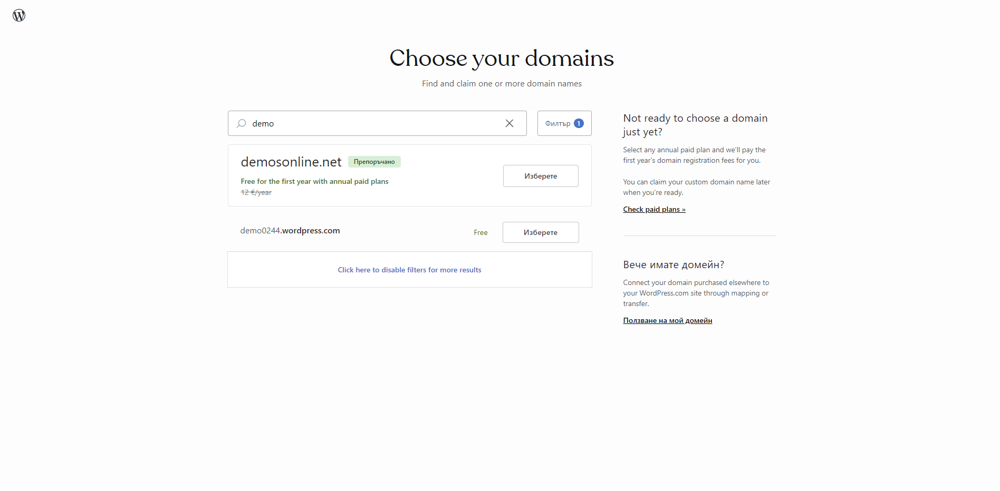 Choose your domains
Find and claim one or more domain names
demo
Филтър 1
demosonline.net Препоръчано
Free for the first year with annual paid plans
12 €/year
Изберете
demo0244.wordpress.com
Free
Изберете
Click here to disable filters for more results
Not ready to choose a domain
just yet?
Select any annual paid plan and we’ll pay the
first year’s domain registration fees for you.
You can claim your custom domain name later
when you’re ready.
Check paid plans »
Вече имате домейн?
Connect your domain purchased elsewhere to
your WordPress.com site through mapping or
transfer.
Ползване на мой домейн